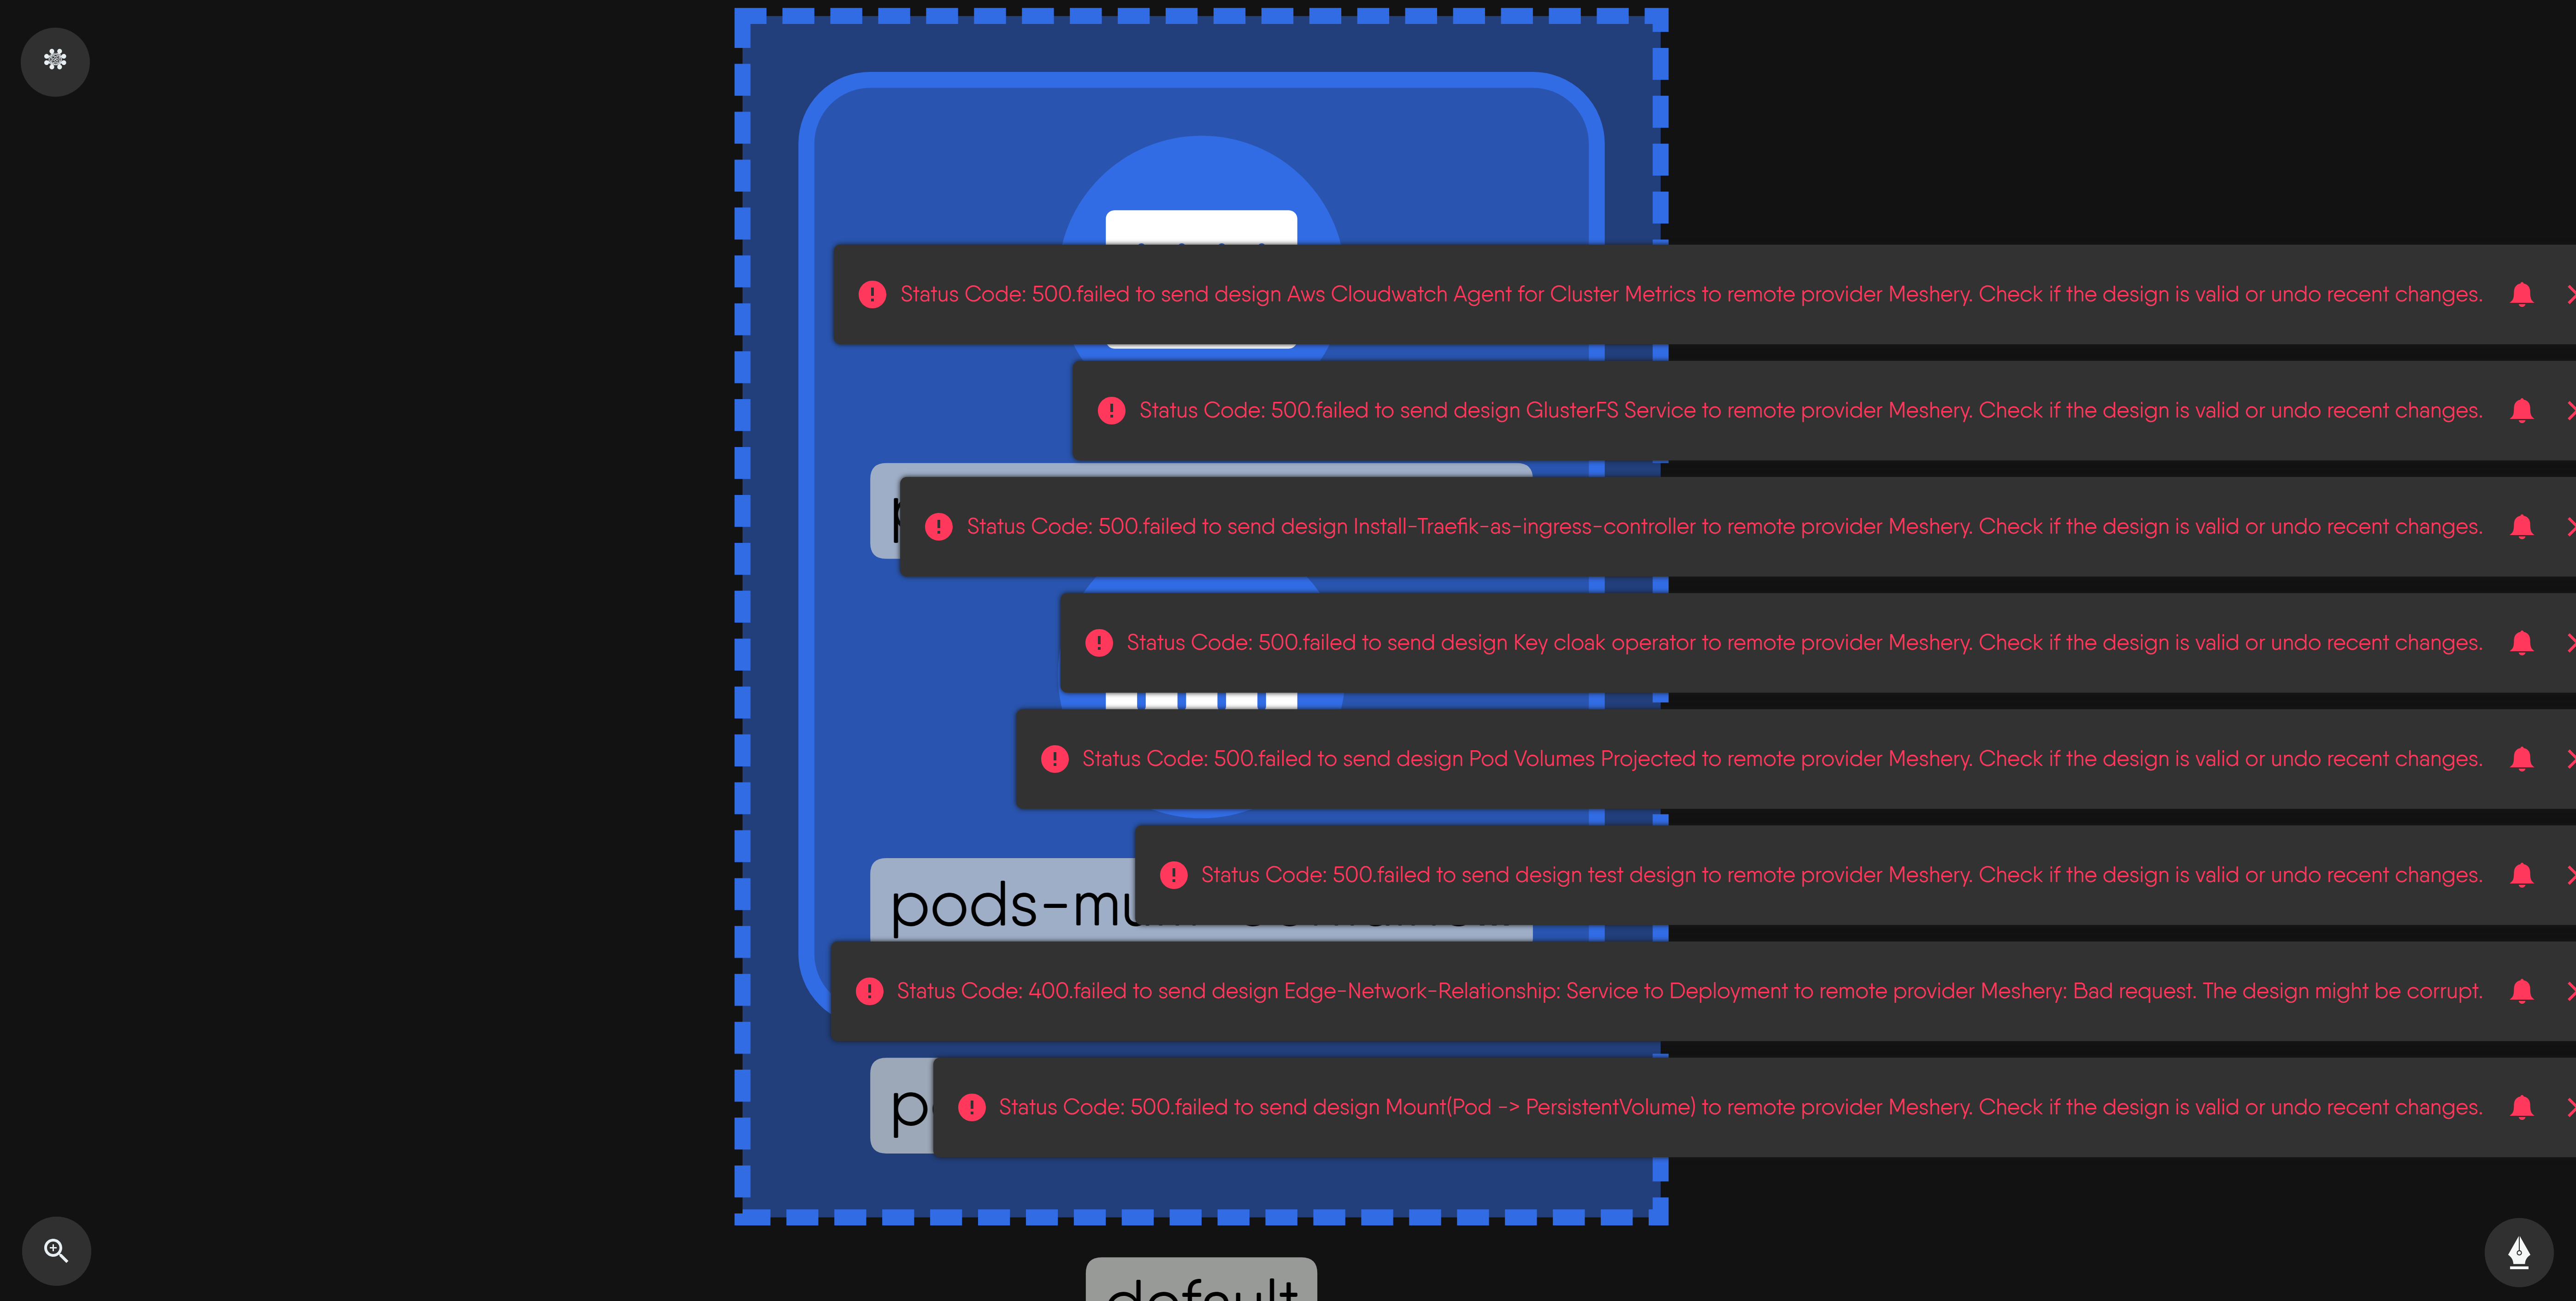 Status Code: 500.failed to send design Aws Cloudwatch Agent for Cluster Metrics to remote provider Meshery. Check if the design is valid or undo recent changes.
Status Code: 500.failed to send design GlusterFS Service to remote provider Meshery. Check if the design is valid or undo recent changes.
Status Code: 500.failed to send design Install-Traefik-as-ingress-controller to remote provider Meshery. Check if the design is valid or undo recent changes.
Status Code: 500.failed to send design Key cloak operator to remote provider Meshery. Check if the design is valid or undo recent changes.
Status Code: 500.failed to send design Pod Volumes Projected to remote provider Meshery. Check if the design is valid or undo recent changes.
Status Code: 500.failed to send design test design to remote provider Meshery. Check if the design is valid or undo recent changes.
Status Code: 400.failed to send design Edge-Network-Relationship: Service to Deployment to remote provider Meshery: Bad request. The design might be corrupt.
Status Code: 500.failed to send design Mount(Pod -> PersistentVolume) to remote provider Meshery. Check if the design is valid or undo recent changes.
default